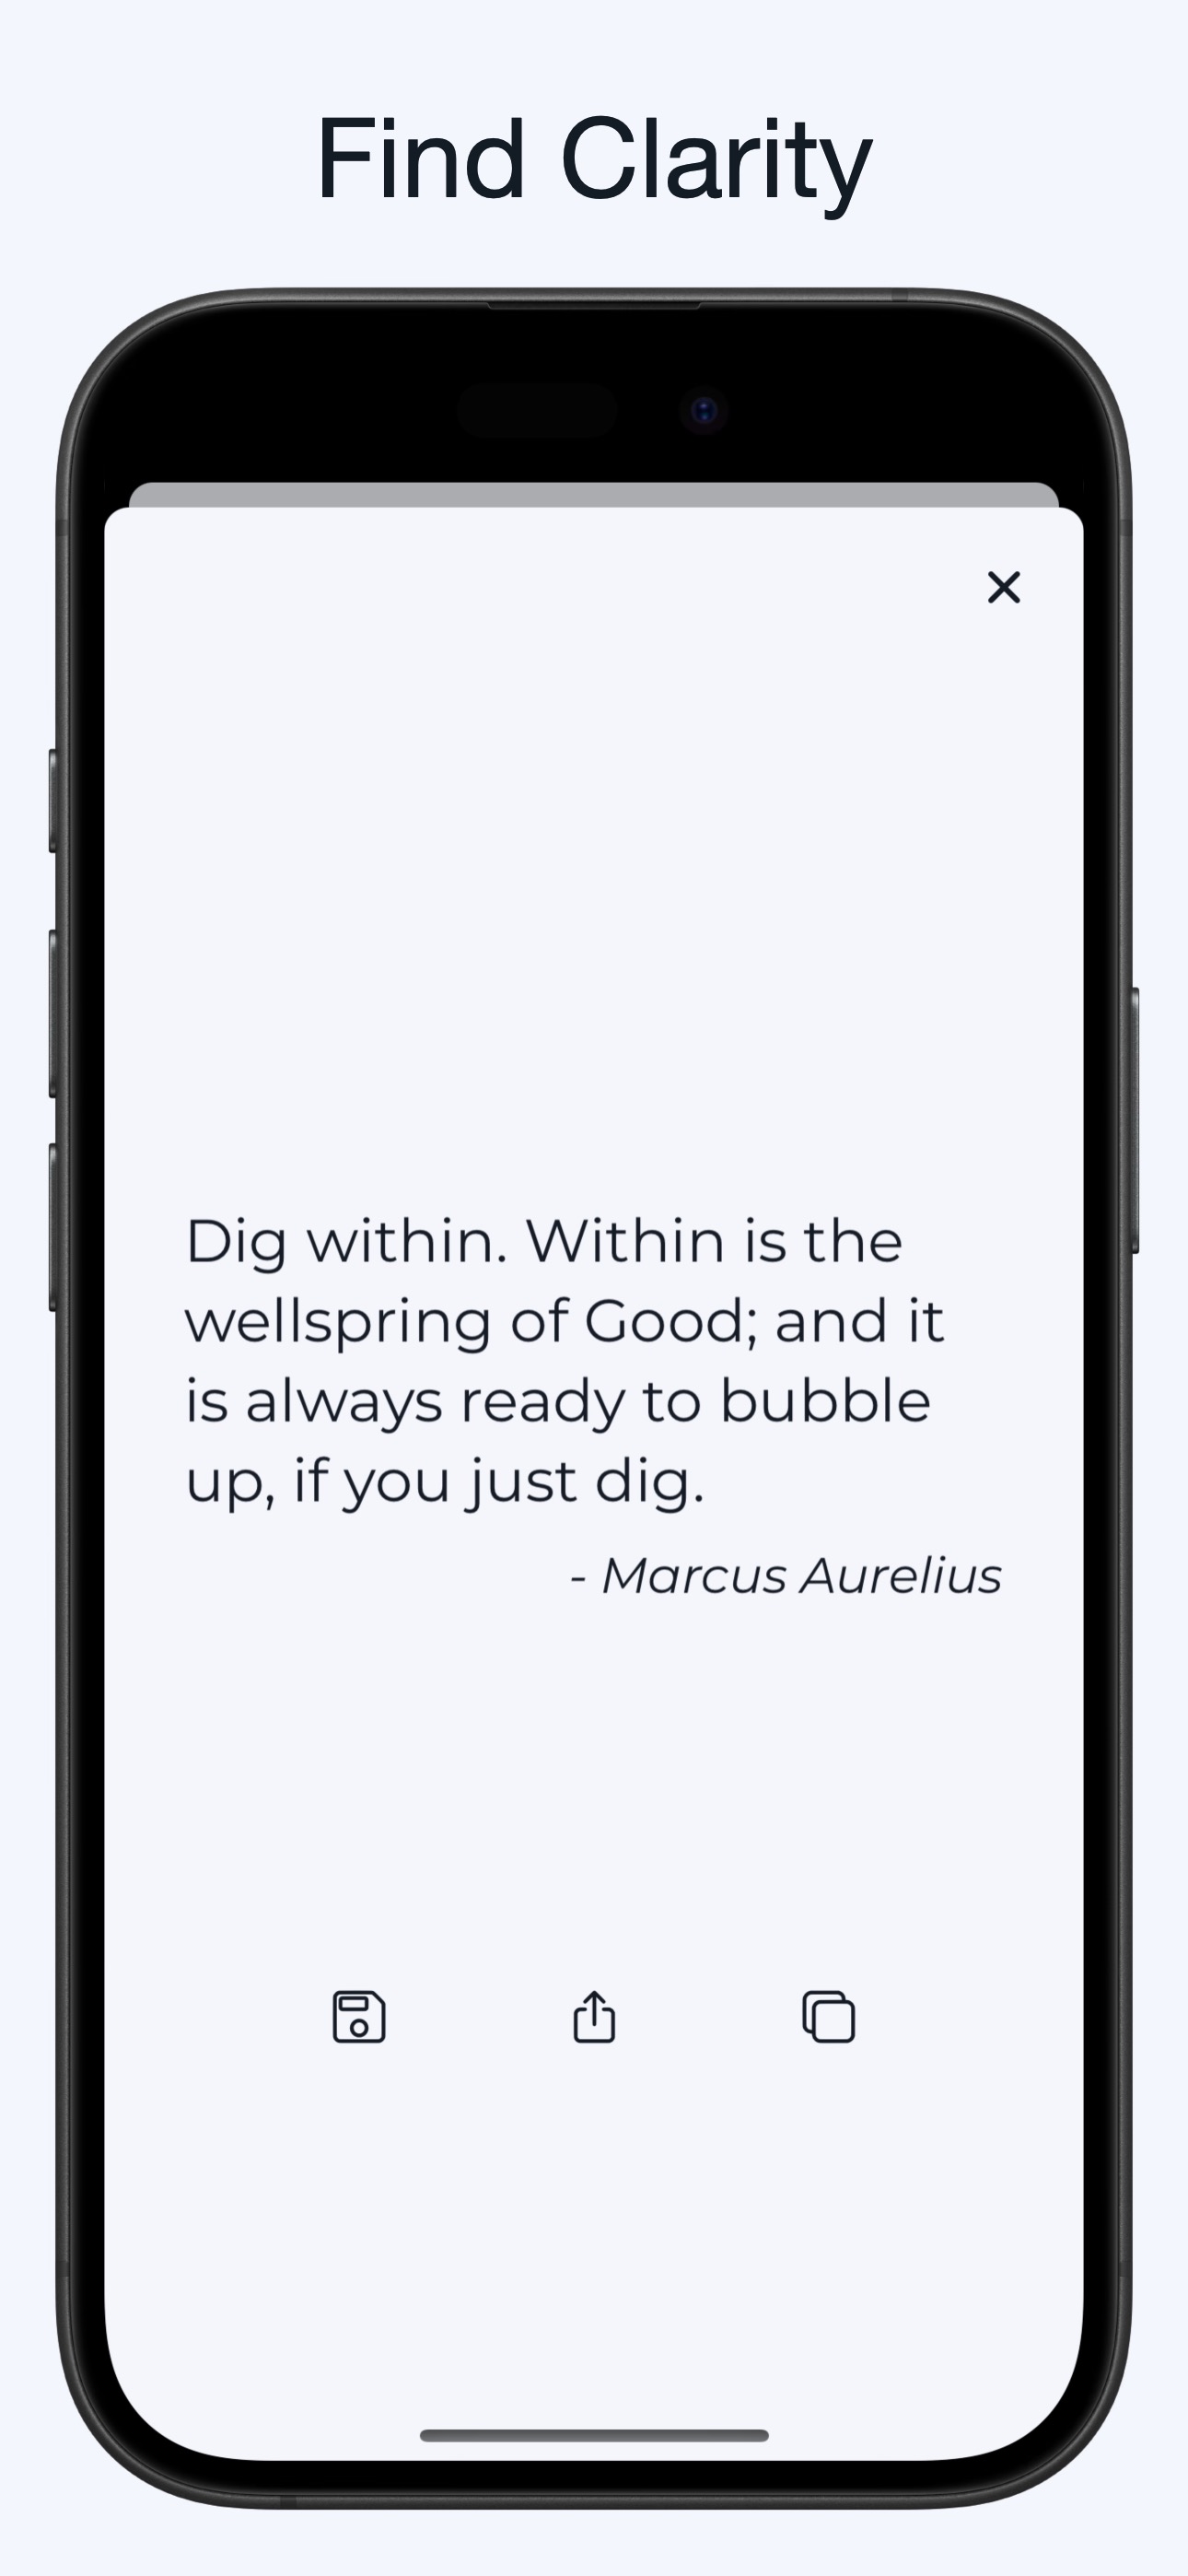 Find Clarity
Dig within. Within is the
wellspring of Good; and it
is always ready to bubble
up, if you just dig.
- Marcus Aurelius